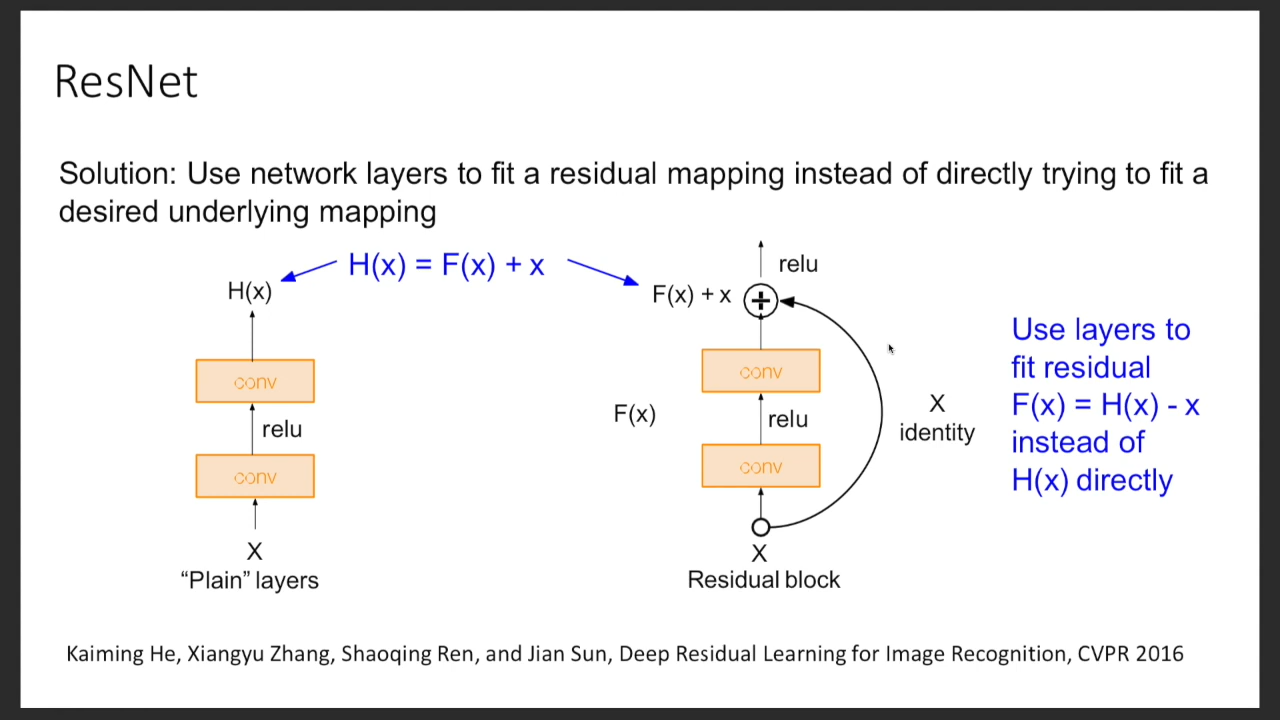 ResNet
Solution: Use network layers to fit a residual mapping instead of directly trying to fit a
desired underlying mapping
H(x) = F(x) + x
H(x)
conv
relu
conv
X
“Plain” layers
relu
F(x) + x
conv
F(x)
relu
conv
X
identity
X
Residual block
Use layers to
fit residual
F(x) = H(x) - x
instead of
H(x) directly
Kaiming He, Xiangyu Zhang, Shaoqing Ren, and Jian Sun, Deep Residual Learning for Image Recognition, CVPR 2016